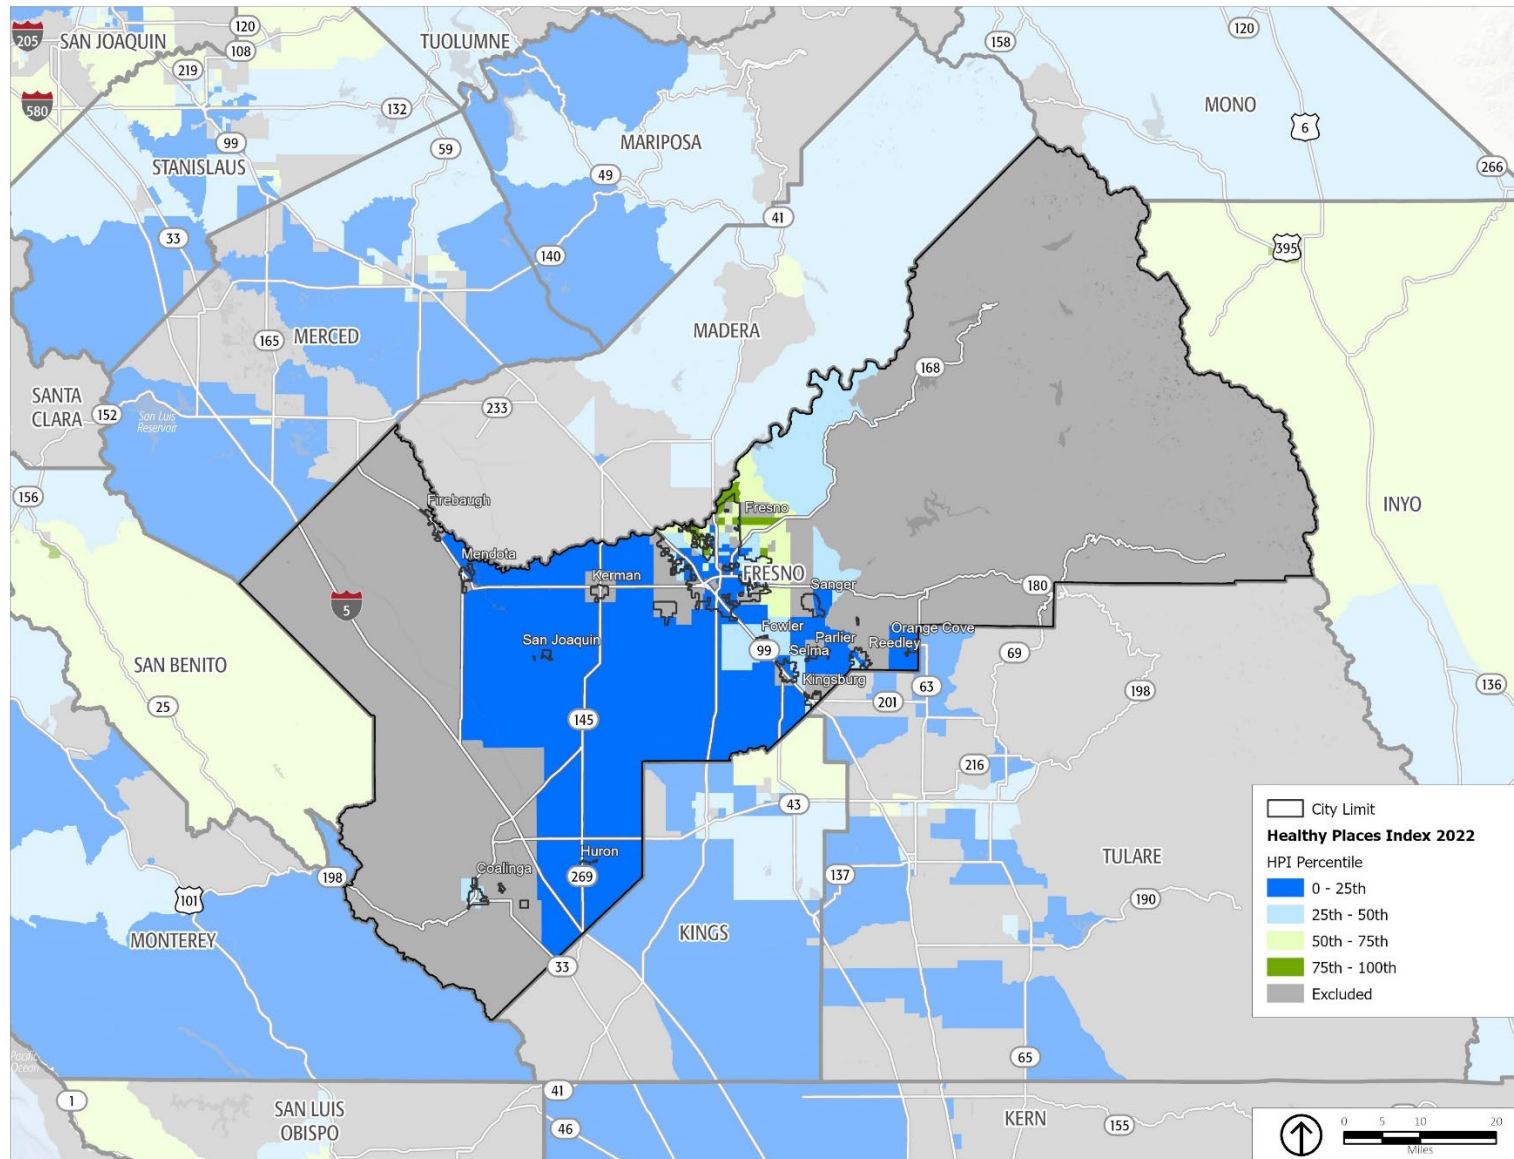 205
SAN JOAQUIN
120
108
219
580
99
STANISLAUS
132
TUOLUMNE
59
MARIPOSA
49
158
120
MONO
6
266
33
140
41
395
MERCED
165
MADERA
168
SANTA
CLARA
152
San Luis
Reservoir
233
156
Firebaugh
Fresno
INYO
Mendota
Kerman
FRESNO
Sanger
180
5
San Joaquin
Fowler
Parlier
Orange Cove
Reedley
99
Selma
Kingsburg
SAN BENITO
69
198
136
25
145
201
63
216
43
Huron
Coalinga
269
198
101
MONTEREY
137
TULARE
190
KINGS
33
65
Pacific
Ocean
1
SAN LUIS
OBISPO
41
46
KERN
155
City Limit
Healthy Places Index 2022
HPI Percentile
0 - 25th
25th - 50th
50th - 75th
75th - 100th
Excluded
0 5 10 20
Miles